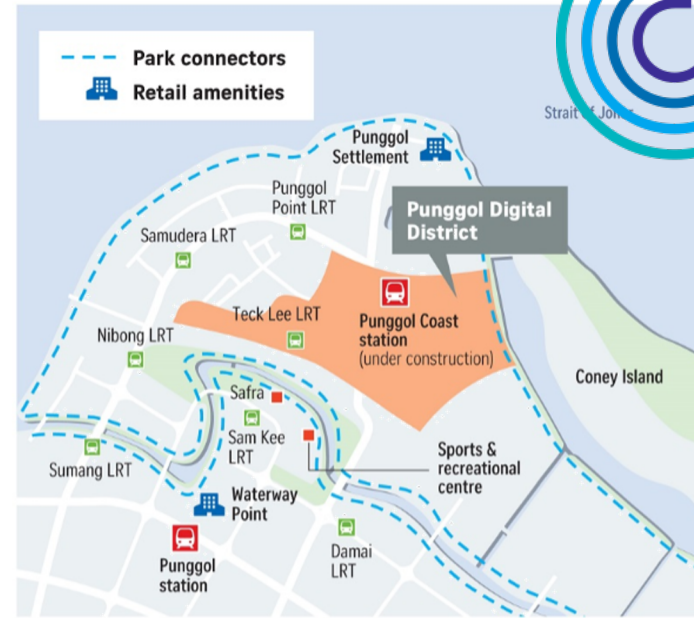 Park connectors
Retail amenities
Strait of Johor
Punggol
Settlement
Punggol
Point LRT
Punggol Digital
District
Samudera LRT
Teck Lee LRT
Punggol Coast
station
(under construction)
Nibong LRT
Coney Island
Safra
Sam Kee
LRT
Sports &
recreational
centre
Sumang LRT
Waterway
Point
Damai
LRT
Punggol
station